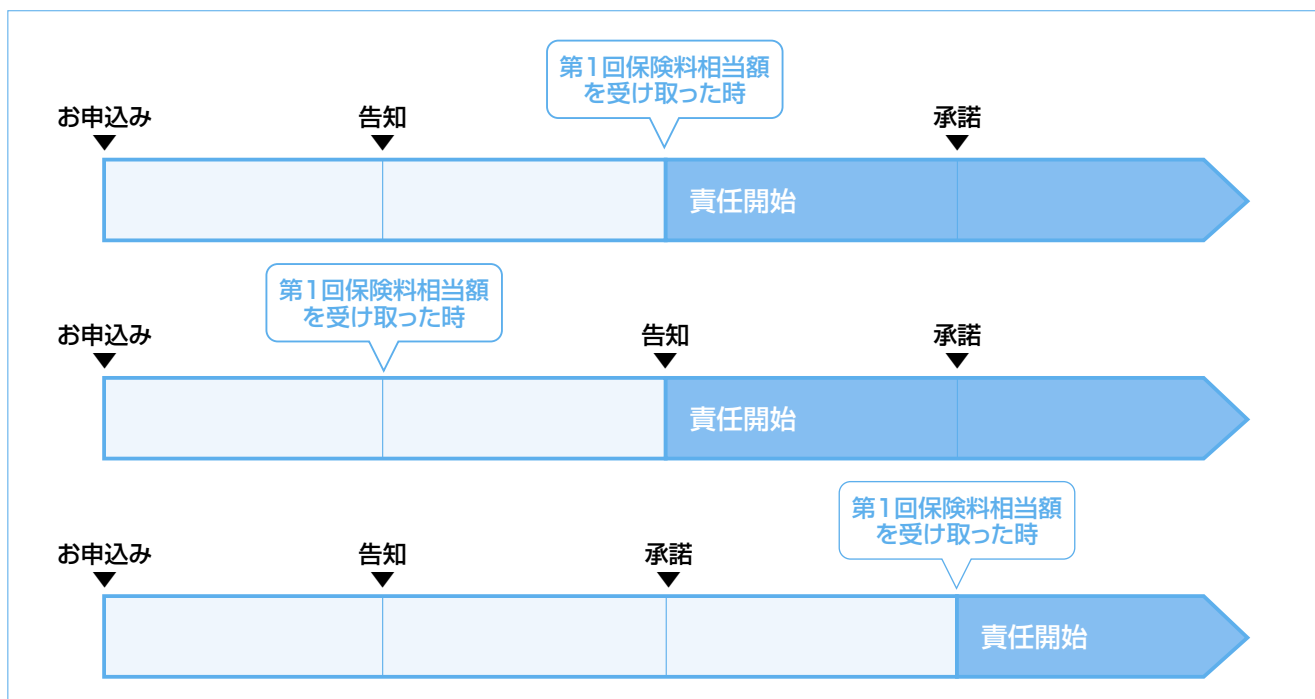 第1回保険料相当額
を受け取った時
お申込み
告知
承諾
責任開始
第1回保険料相当額
を受け取った時
お申込み
告知
承諾
責任開始
第1回保険料相当額
を受け取った時
お申込み
告知
承諾
責任開始